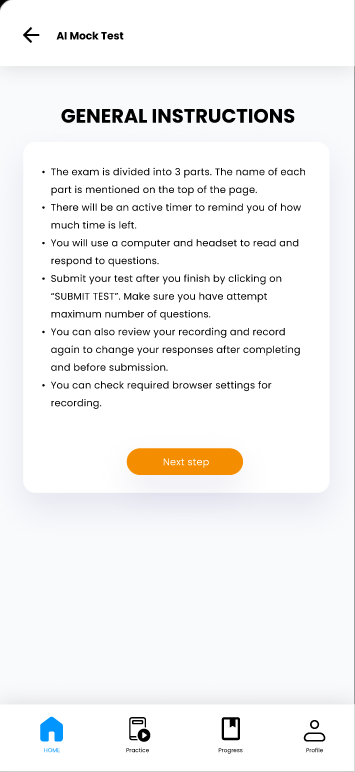 AI Mock Test
GENERAL INSTRUCTIONS
• The exam is divided into 3 parts. The name of each
part is mentioned on the top of the page.
• There will be an active timer to remind you of how
much time is left.
• You will use a computer and headset to read and
respond to questions.
• Submit your test after you finish by clicking on
“SUBMIT TEST”. Make sure you have attempt
maximum number of questions.
• You can also review your recording and record
again to change your responses after completing
and before submission.
• You can check required browser settings for
recording.
Next step
HOME
Practice
Progress
Profile